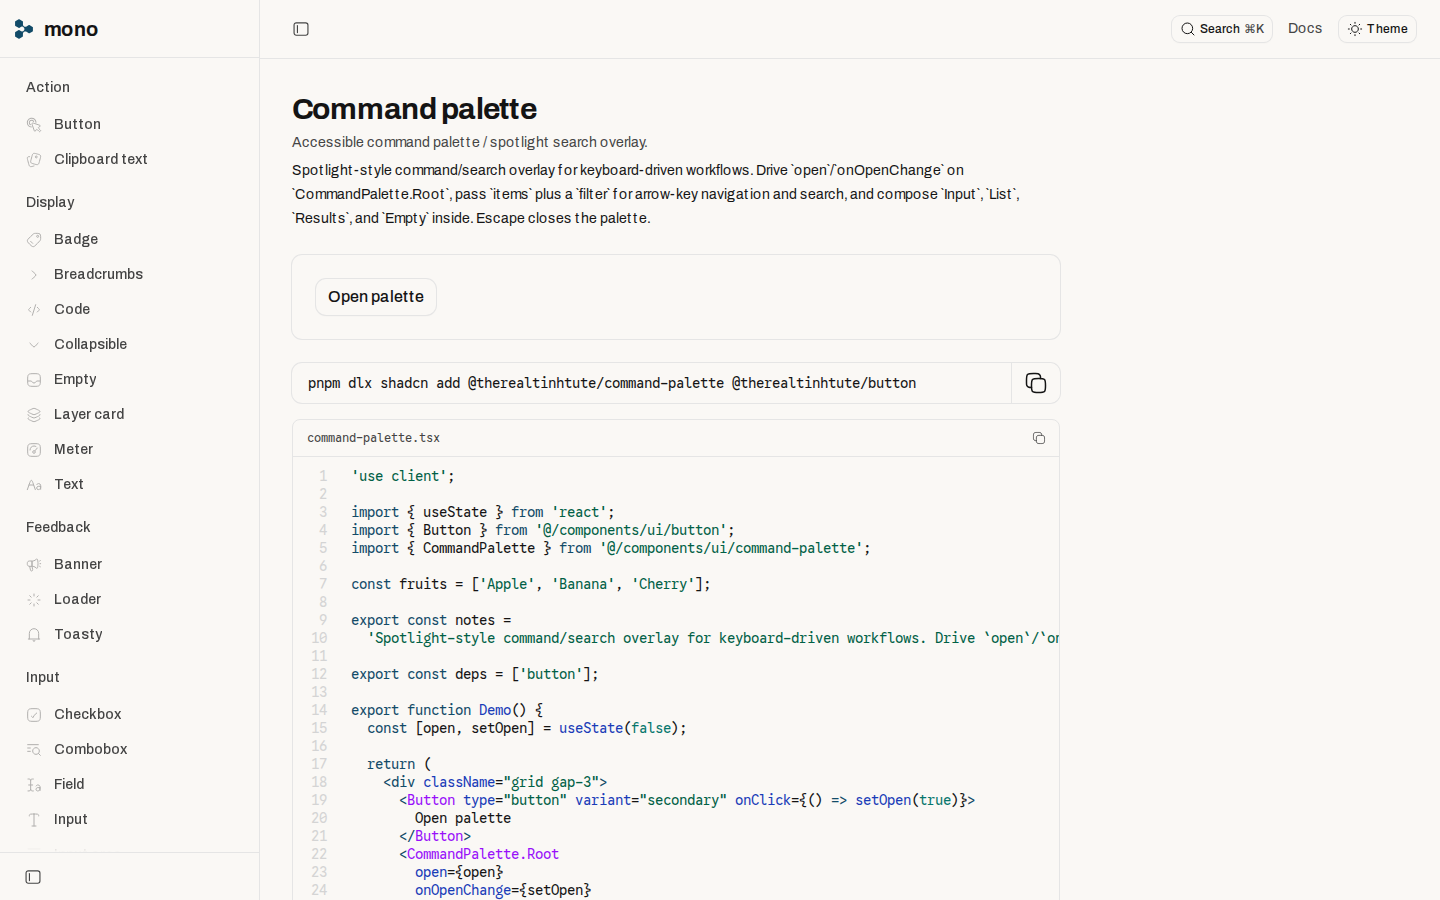 mono
Search ⌘K
Docs
Theme
Action
Button
Clipboard text
Display
Badge
Breadcrumbs
Code
Collapsible
Empty
Layer card
Meter
Text
Feedback
Banner
Loader
Toasty
Input
Checkbox
Combobox
Field
Input
Command palette
Accessible command palette / spotlight search overlay.
Spotlight-style command/search overlay for keyboard-driven workflows. Drive `open`/`onOpenChange` on
`CommandPalette.Root`, pass `items` plus a `filter` for arrow-key navigation and search, and compose `Input`, `List`,
`Results`, and `Empty` inside. Escape closes the palette.
Open palette
pnpm dlx shadcn add @therealtinhtute/command-palette @therealtinhtute/button
command-palette.tsx
1 'use client';
2
3 import { useState } from 'react';
4 import { Button } from '@/components/ui/button';
5 import { CommandPalette } from '@/components/ui/command-palette';
6
7 const fruits = ['Apple', 'Banana', 'Cherry'];
8
9 export const notes =
10 'Spotlight-style command/search overlay for keyboard-driven workflows. Drive `open`/`on
11
12 export const deps = ['button'];
13
14 export function Demo() {
15 const [open, setOpen] = useState(false);
16
17 return (
18 <div className="grid gap-3">
19 <Button type="button" variant="secondary" onClick={() => setOpen(true)}>
20 Open palette
21 </Button>
22 <CommandPalette.Root
23 open={open}
24 onOpenChange={setOpen}